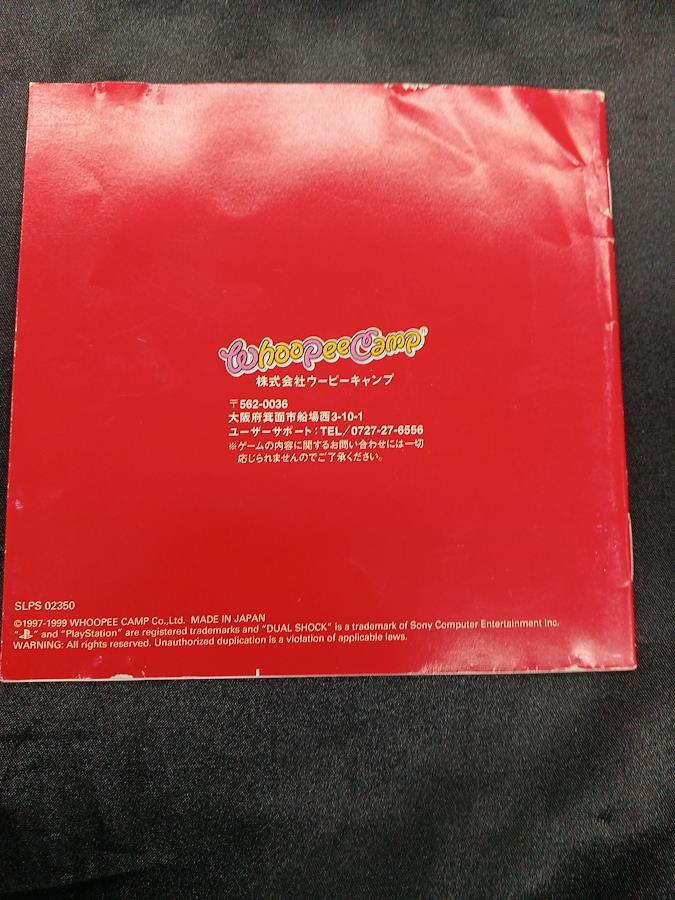 WhoopeeCamp
株式会社ウーピーキャンプ
〒562-0036
大阪府箕面市船場西3-10-1
ユーザーサポート：TEL／0727-27-6556
※ゲームの内容に関するお問い合わせには一切
応じられませんのでご了承ください。
SLPS 02350
©1997-1999 WHOOPEE CAMP Co.,Ltd. MADE IN JAPAN
" " and "PlayStation" are registered trademarks and "DUAL SHOCK" is a trademark of Sony Computer Entertainment Inc.
WARNING: All rights reserved. Unauthorized duplication is a violation of applicable laws.